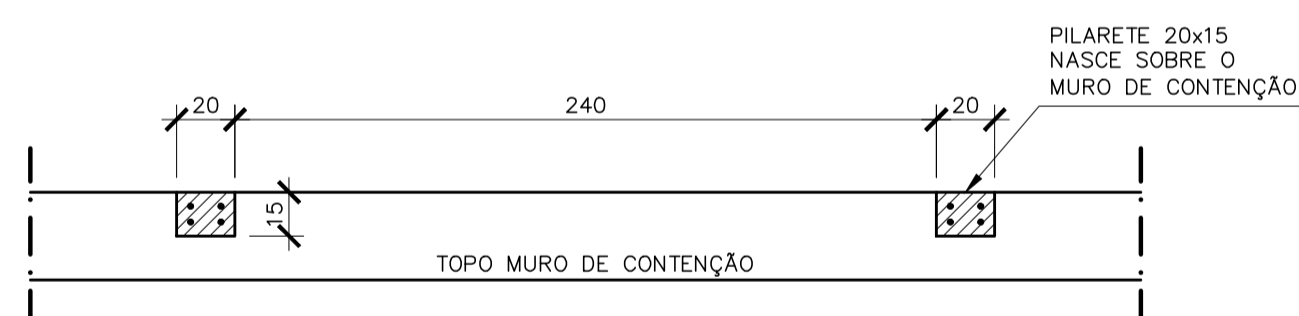 PILARETE 20x15
NASCE SOBRE O
MURO DE CONTENÇÃO
20
240
20
15
TOPO MURO DE CONTENÇÃO